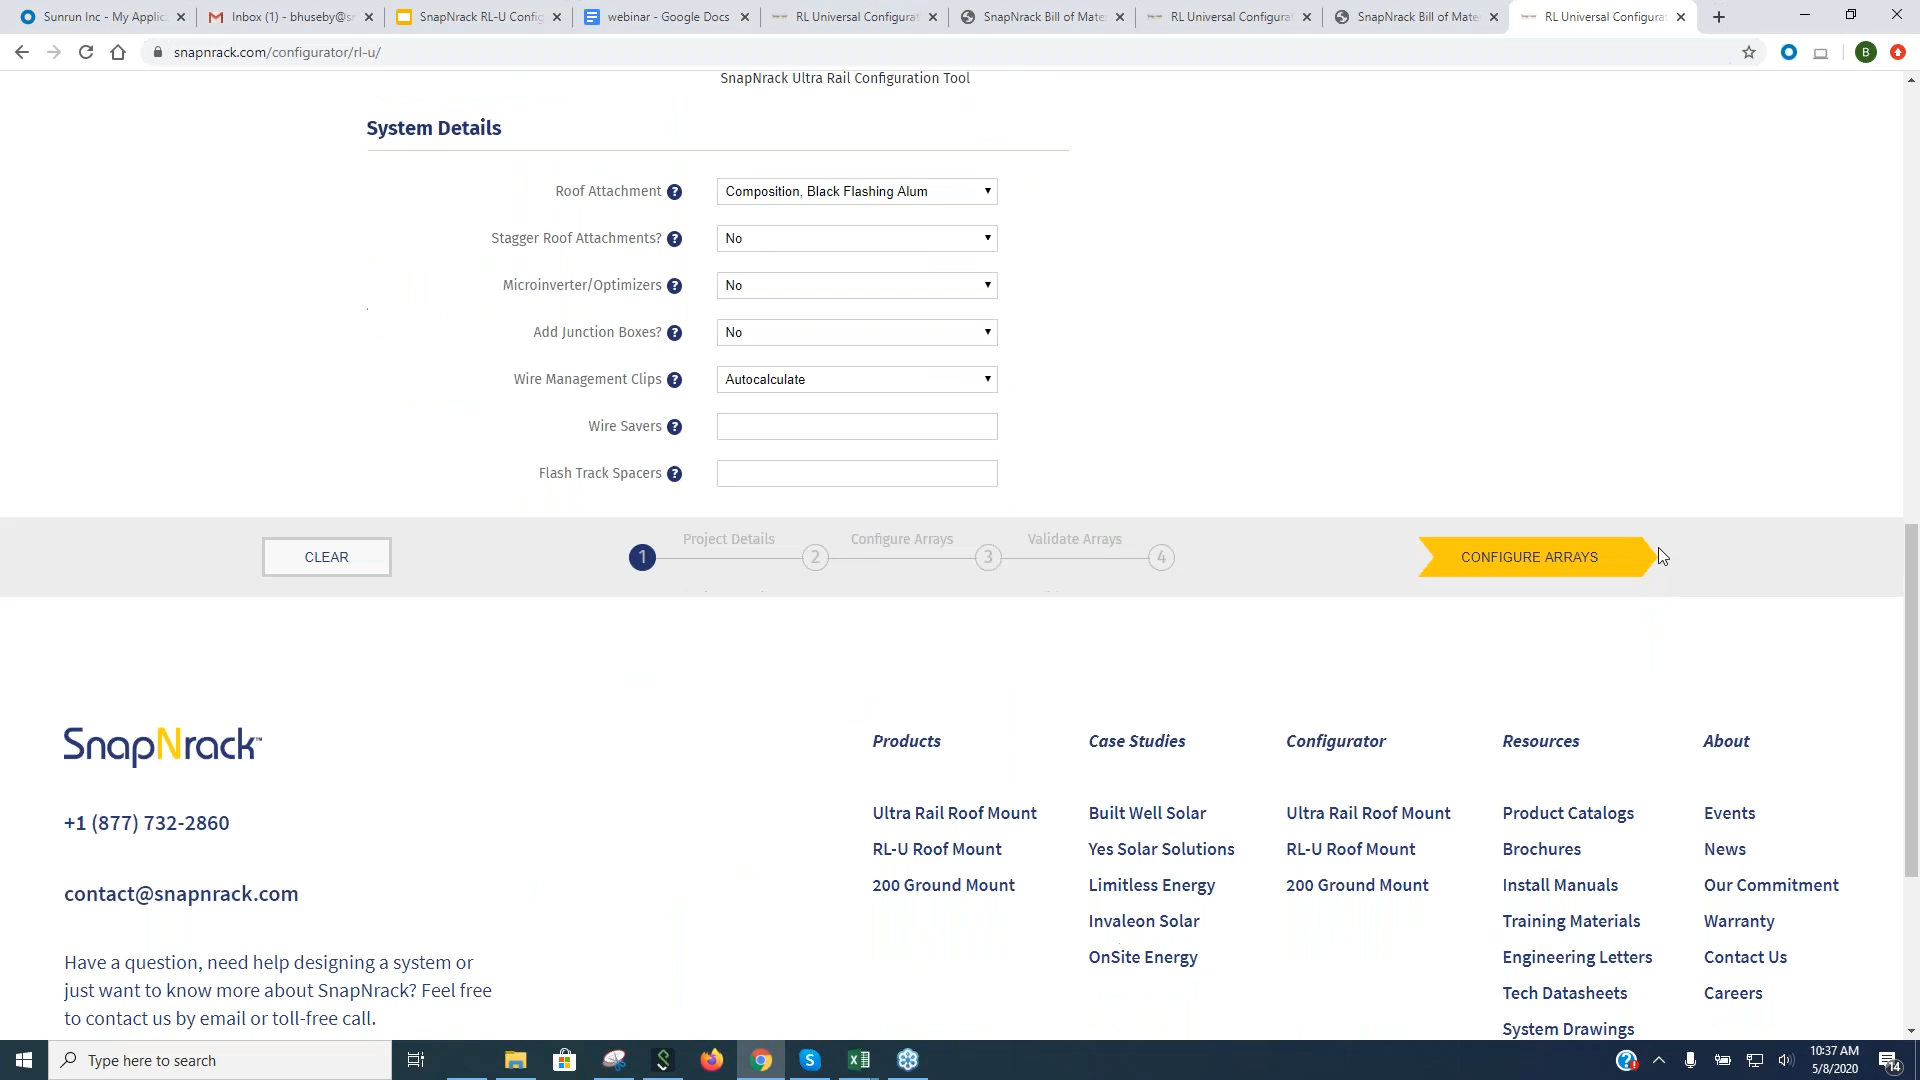 Sunrun Inc - My Applic
Inbox (1) - bhuseby@sn
SnapNrack RL-U Config
webinar - Google Docs
RL Universal Configurat
SnapNrack Bill of Mate
RL Universal Configurat
SnapNrack Bill of Mate
RL Universal Configurat
snapnrack.com/configurator/rl-u/
B
SnapNrack Ultra Rail Configuration Tool
System Details
Roof Attachment ? Composition, Black Flashing Alum
Stagger Roof Attachments? ? No
Microinverter/Optimizers ? No
Add Junction Boxes? ? No
Wire Management Clips ? Autocalculate
Wire Savers ?
Flash Track Spacers ?
CLEAR
1 Project Details 2 Configure Arrays 3 Validate Arrays 4
CONFIGURE ARRAYS
SnapNrack™
+1 (877) 732-2860
contact@snapnrack.com
Have a question, need help designing a system or
just want to know more about SnapNrack? Feel free
to contact us by email or toll-free call.
Products
Ultra Rail Roof Mount
RL-U Roof Mount
200 Ground Mount
Case Studies
Built Well Solar
Yes Solar Solutions
Limitless Energy
Invaleon Solar
OnSite Energy
Configurator
Ultra Rail Roof Mount
RL-U Roof Mount
200 Ground Mount
Resources
Product Catalogs
Brochures
Install Manuals
Training Materials
Engineering Letters
Tech Datasheets
System Drawings
About
Events
News
Our Commitment
Warranty
Contact Us
Careers
Type here to search
10:37 AM
5/8/2020
14